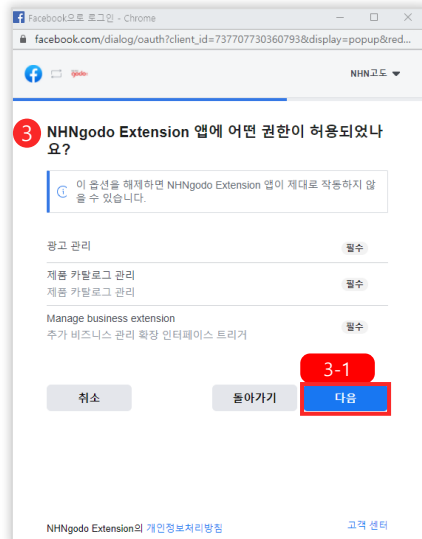 Facebook으로 로그인 - Chrome
facebook.com/dialog/oauth?client_id=737707730360793&display=popup&red...
godo:
NHN고도
3
NHNgodo Extension 앱에 어떤 권한이 허용되었나
요?
이 옵션을 해제하면 NHNgodo Extension 앱이 제대로 작동하지 않
을 수 있습니다.
광고 관리
필수
제품 카탈로그 관리
제품 카탈로그 관리
필수
Manage business extension
추가 비즈니스 관리 확장 인터페이스 트리거
필수
3-1
취소
돌아가기
다음
NHNgodo Extension의 개인정보처리방침
고객 센터